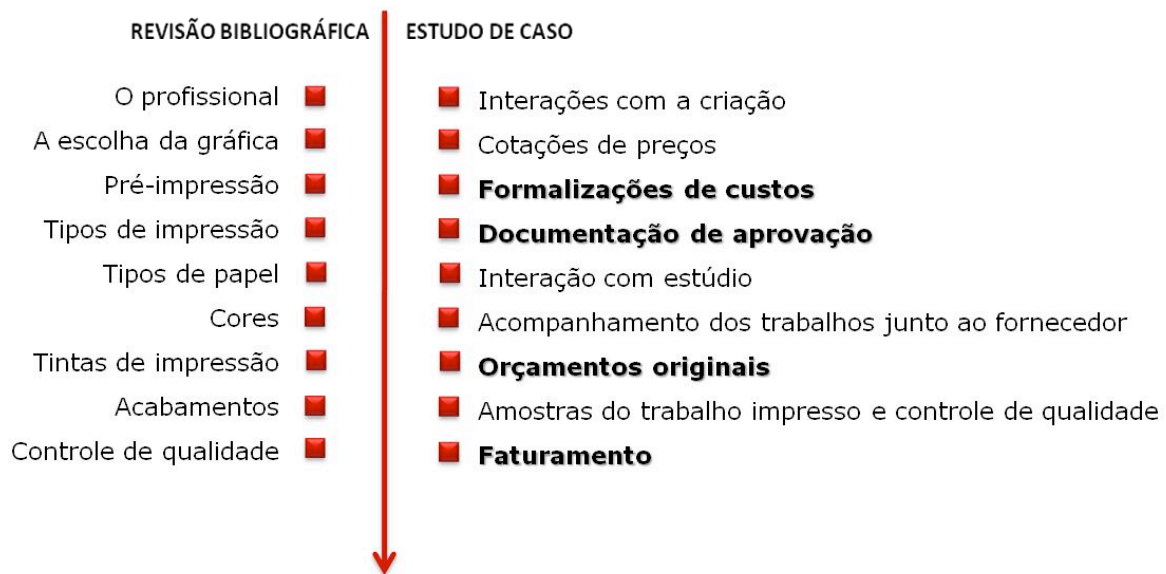 REVISÃO BIBLIOGRÁFICA
O profissional
A escolha da gráfica
Pré-impressão
Tipos de impressão
Tipos de papel
Cores
Tintas de impressão
Acabamentos
Controle de qualidade
ESTUDO DE CASO
Interações com a criação
Cotações de preços
Formalizações de custos
Documentação de aprovação
Interação com estúdio
Acompanhamento dos trabalhos junto ao fornecedor
Orçamentos originais
Amostras do trabalho impresso e controle de qualidade
Faturamento